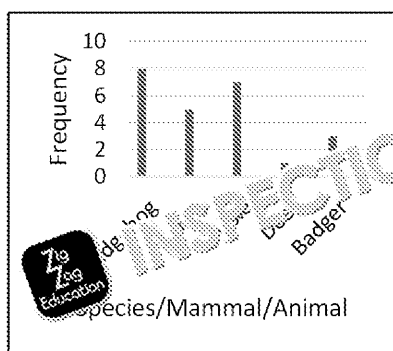 10
8
6
4
2
0
Frequency
Badger
Zig
Zag
Education
INSPECTIO
Species/Mammal/Animal